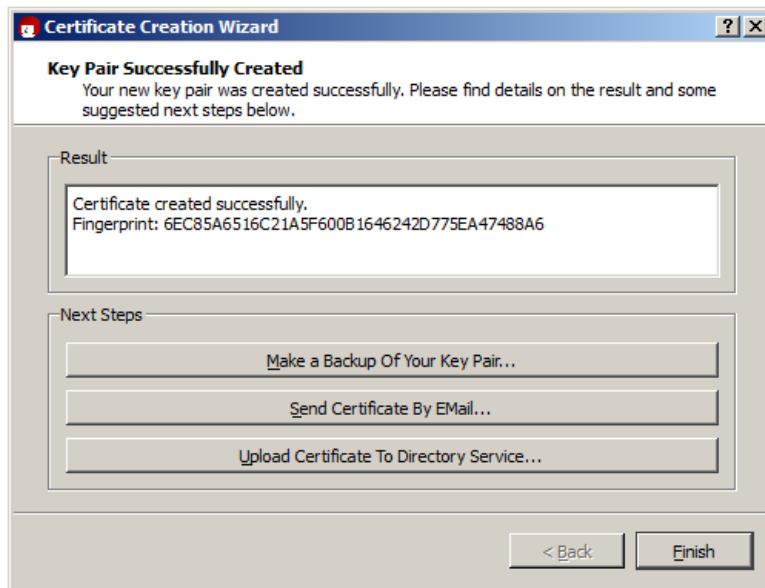 Certificate Creation Wizard
Key Pair Successfully Created
Your new key pair was created successfully. Please find details on the result and some
suggested next steps below.
Result
Certificate created successfully.
Fingerprint: 6EC85A6516C21A5F600B1646242D775EA47488A6
Next Steps
Make a Backup Of Your Key Pair...
Send Certificate By EMail...
Upload Certificate To Directory Service...
< Back
Finish